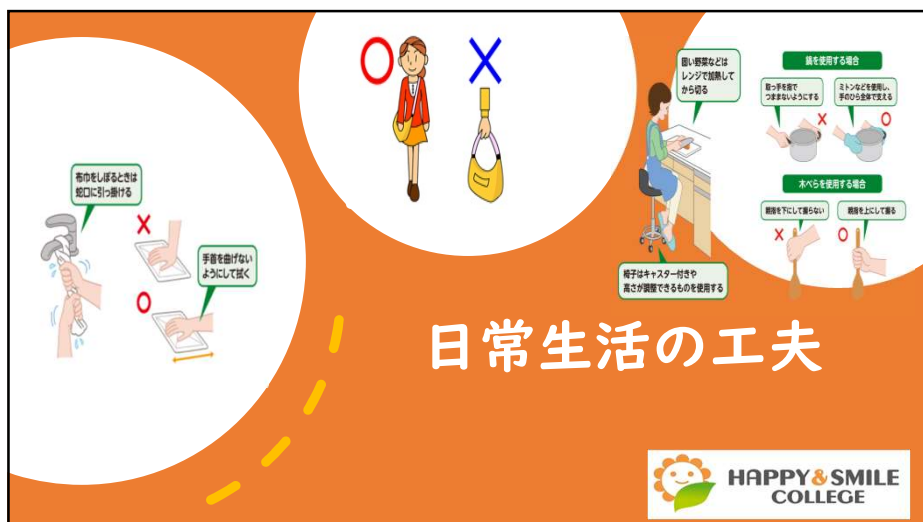 布巾をしぼるときは
蛇口に引っ掛ける
×
手首を曲げない
ようにして拭く
○
○
×
固い野菜などは
レンジで加熱して
から切る
椅子はキャスター付きや
高さが調整できるものを使用する
鍋を使用する場合
取っ手を指で
つままないようにする
×
ミトンなどを使用し、
手のひら全体で支える
○
木べらを使用する場合
親指を下にして握らない
×
親指を上にして握る
○
日常生活の工夫
HAPPY&SMILE
COLLEGE